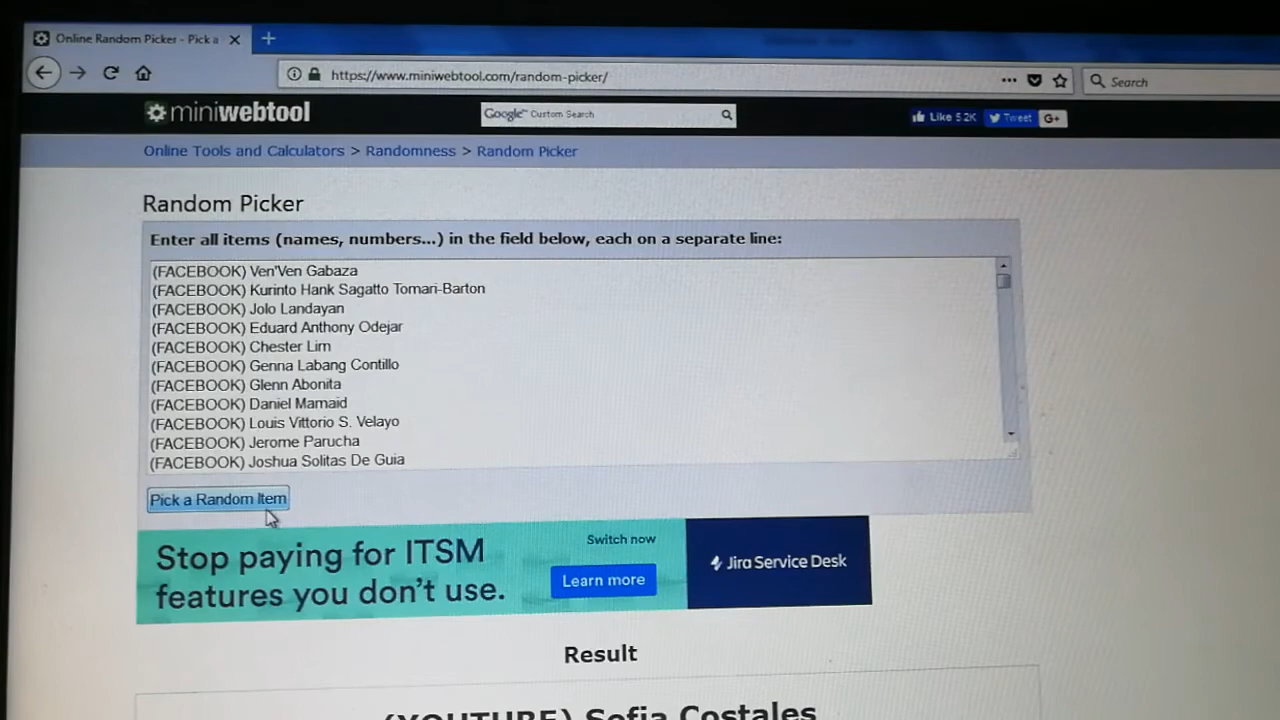 Online Random Picker - Pick a
https://www.miniwebtool.com/random-picker/
Search
miniwebtool
Google™ Custom Search
Like 5.2K
Tweet
G+
Online Tools and Calculators > Randomness > Random Picker
Random Picker
Enter all items (names, numbers...) in the field below, each on a separate line:
(FACEBOOK) Ven'Ven Gabaza
(FACEBOOK) Kurinto Hank Sagatto Tomari-Barton
(FACEBOOK) Jolo Landayan
(FACEBOOK) Eduard Anthony Odejar
(FACEBOOK) Chester Lim
(FACEBOOK) Genna Labang Contillo
(FACEBOOK) Glenn Abonita
(FACEBOOK) Daniel Mamaid
(FACEBOOK) Louis Vittorio S. Velayo
(FACEBOOK) Jerome Parucha
(FACEBOOK) Joshua Solitas De Guia
Pick a Random Item
Stop paying for ITSM
features you don't use.
Switch now
Learn more
Jira Service Desk
Result
(YOUTUBE) Sofia Costales